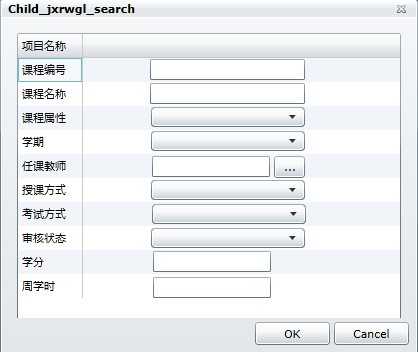 Child_jxrwgl_search
项目名称
课程编号
课程名称
课程属性
学期
任课教师 ...
授课方式
考试方式
审核状态
学分
周学时
OK Cancel